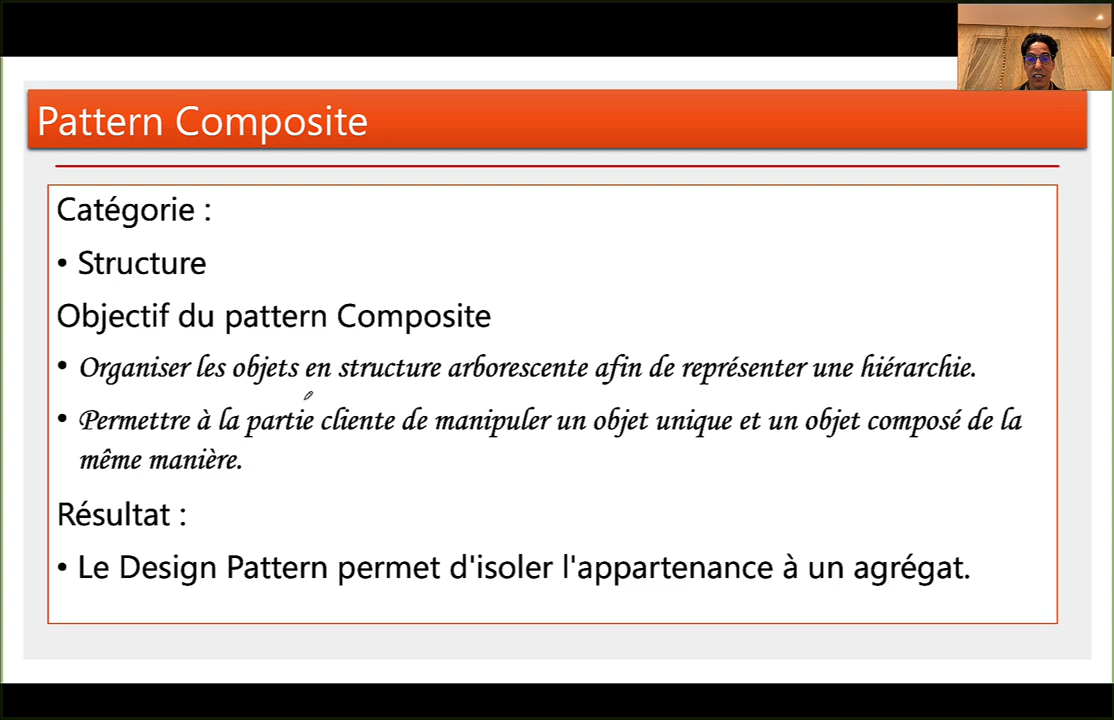 Pattern Composite
Catégorie :
• Structure
Objectif du pattern Composite
• Organiser les objets en structure arborescente afin de représenter une hiérarchie.
• Permettre à la partie cliente de manipuler un objet unique et un objet composé de la
même manière.
Résultat :
• Le Design Pattern permet d'isoler l'appartenance à un agrégat.